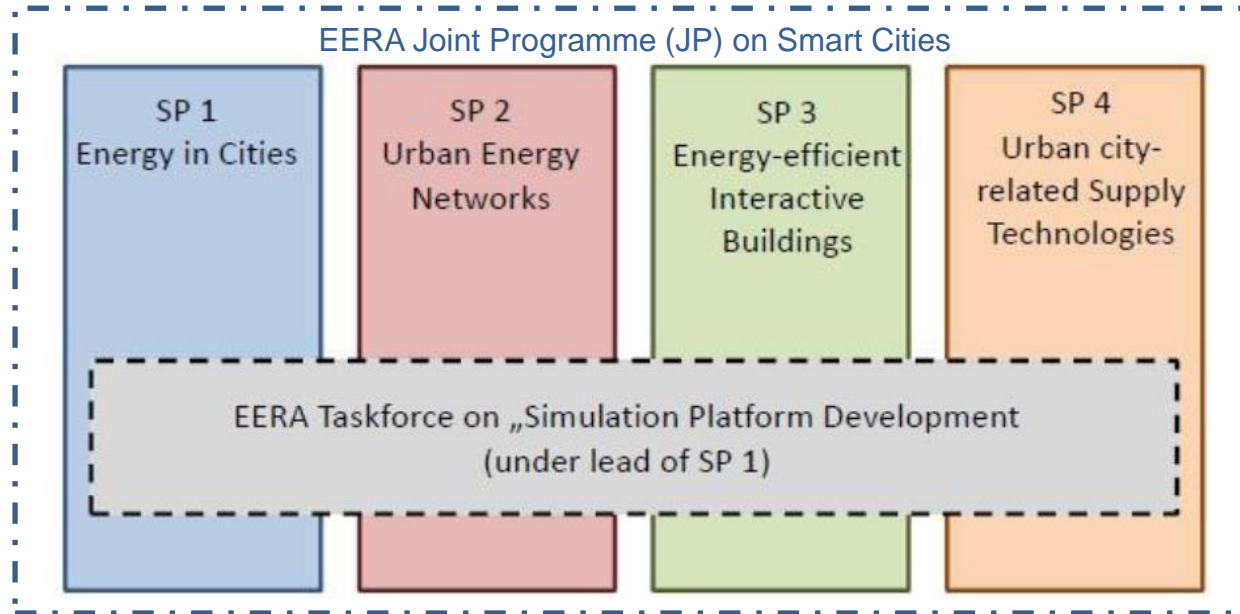 EERA Joint Programme (JP) on Smart Cities
SP 1
Energy in Cities
SP 2
Urban Energy
Networks
SP 3
Energy-efficient
Interactive
Buildings
SP 4
Urban city-
related Supply
Technologies
EERA Taskforce on „Simulation Platform Development
(under lead of SP 1)